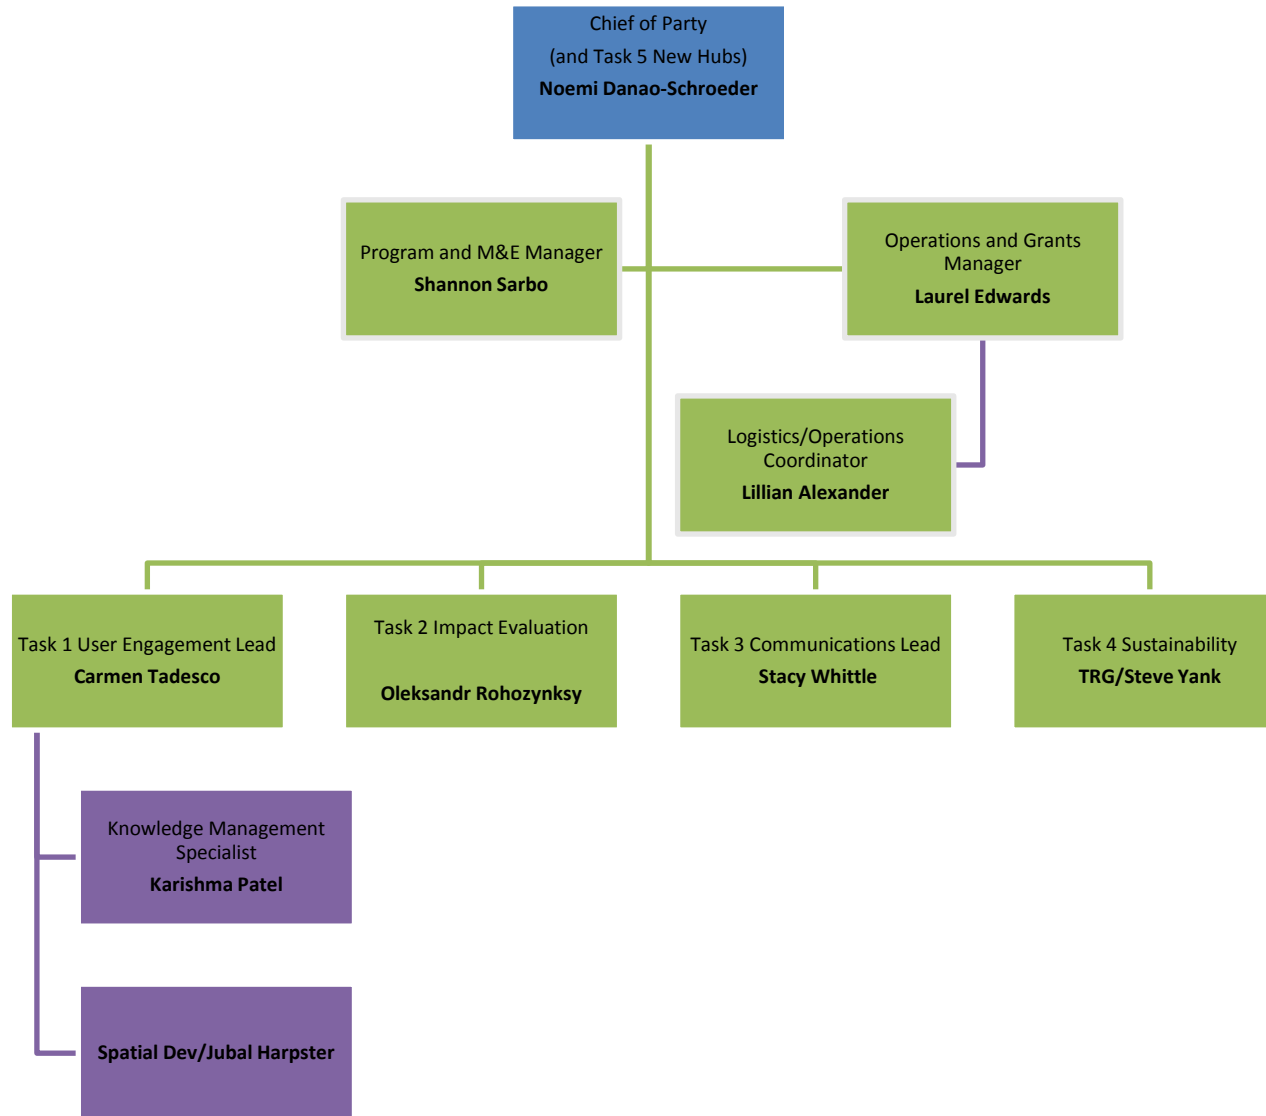 Chief of Party
(and Task 5 New Hubs)
Noemi Danao-Schroeder
Program and M&E Manager
Shannon Sarbo
Operations and Grants
Manager
Laurel Edwards
Logistics/Operations
Coordinator
Lillian Alexander
Task 1 User Engagement Lead
Carmen Tadesco
Task 2 Impact Evaluation
Oleksandr Rohozynksy
Task 3 Communications Lead
Stacy Whittle
Task 4 Sustainability
TRG/Steve Yank
Knowledge Management
Specialist
Karishma Patel
Spatial Dev/Jubal Harpster